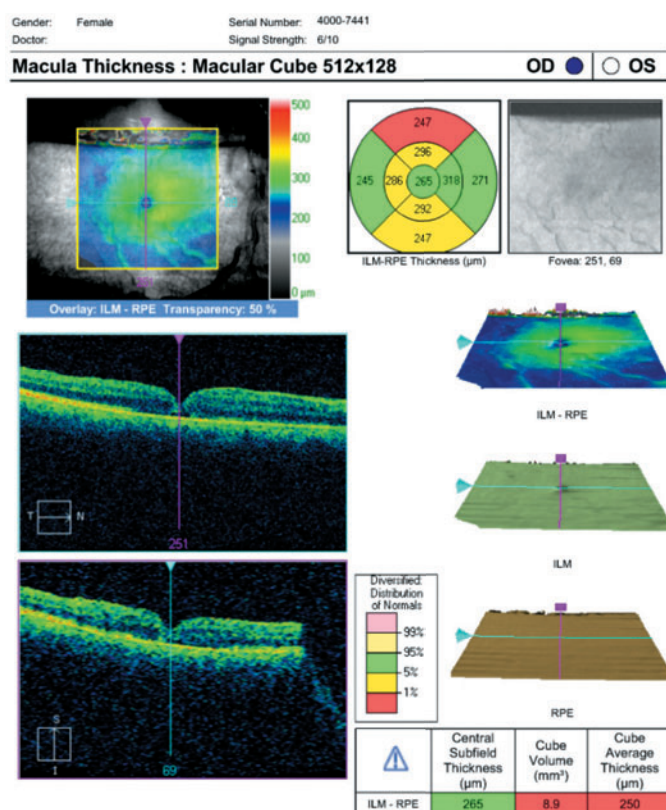 Gender: Female Serial Number: 4000-7441
Doctor: Signal Strength: 6/10
Macula Thickness : Macular Cube 512x128 OD OS
500
400
300
200
100
0 µm
Overlay: ILM - RPE Transparency: 50 %
247
296
245 286 265 318 271
292
247
ILM-RPE Thickness (µm)
Fovea: 251, 69
ILM - RPE
T N
251
ILM
Diversified:
Distribution
of Normals
99%
95%
5%
1%
S
I
69
RPE
Central Subfield Thickness (µm)
Cube Volume (mm³)
Cube Average Thickness (µm)
ILM - RPE 265 8.9 250